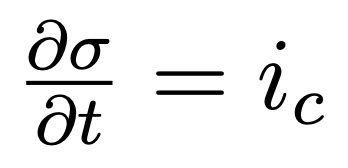 ∂σ/∂t = i_c